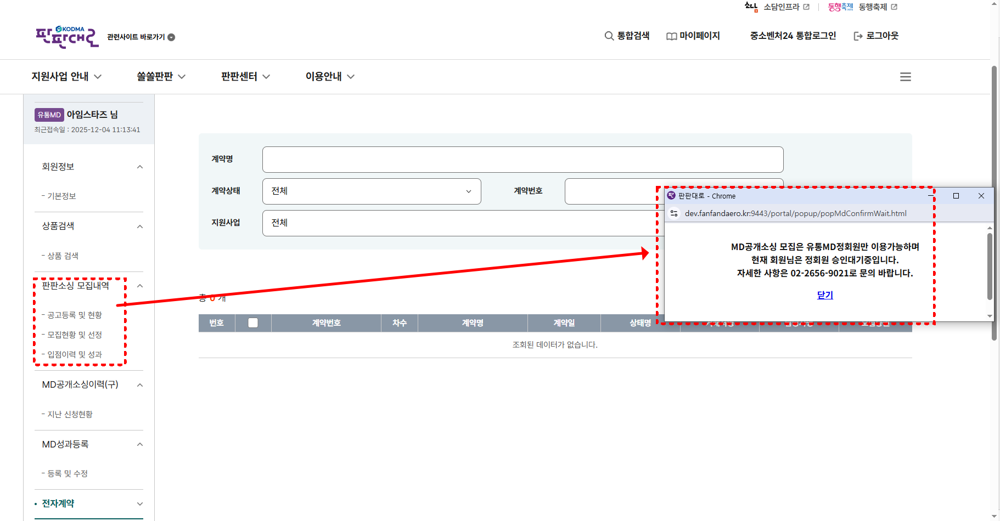 소담 소담인프라 동행축제 동행축제
판판대로 KODMA 관련사이트 바로가기 통합검색 마이페이지 중소벤처24 통합로그인 로그아웃
지원사업 안내 쏠쏠판판 판판센터 이용안내
유통MD 아임스타즈 님
최근접속일 : 2025-12-04 11:13:41
회원정보
- 기본정보
상품검색
- 상품 검색
판판소싱 모집내역
- 공고등록 및 현황
- 모집현황 및 선정
- 입점이력 및 성과
MD공개소싱이력(구)
- 지난 신청현황
MD성과등록
- 등록 및 수정
전자계약
계약명
계약상태 전체 계약번호
지원사업 전체
총 0 개
번호 계약번호 차수 계약명 계약일 상태명
조회된 데이터가 없습니다.
판 판판대로 - Chrome
dev.fanfandaero.kr:9443/portal/popup/popMdConfirmWait.html
MD공개소싱 모집은 유통MD정회원만 이용가능하며
현재 회원님은 정회원 승인대기중입니다.
자세한 사항은 02-2656-9021로 문의 바랍니다.
닫기